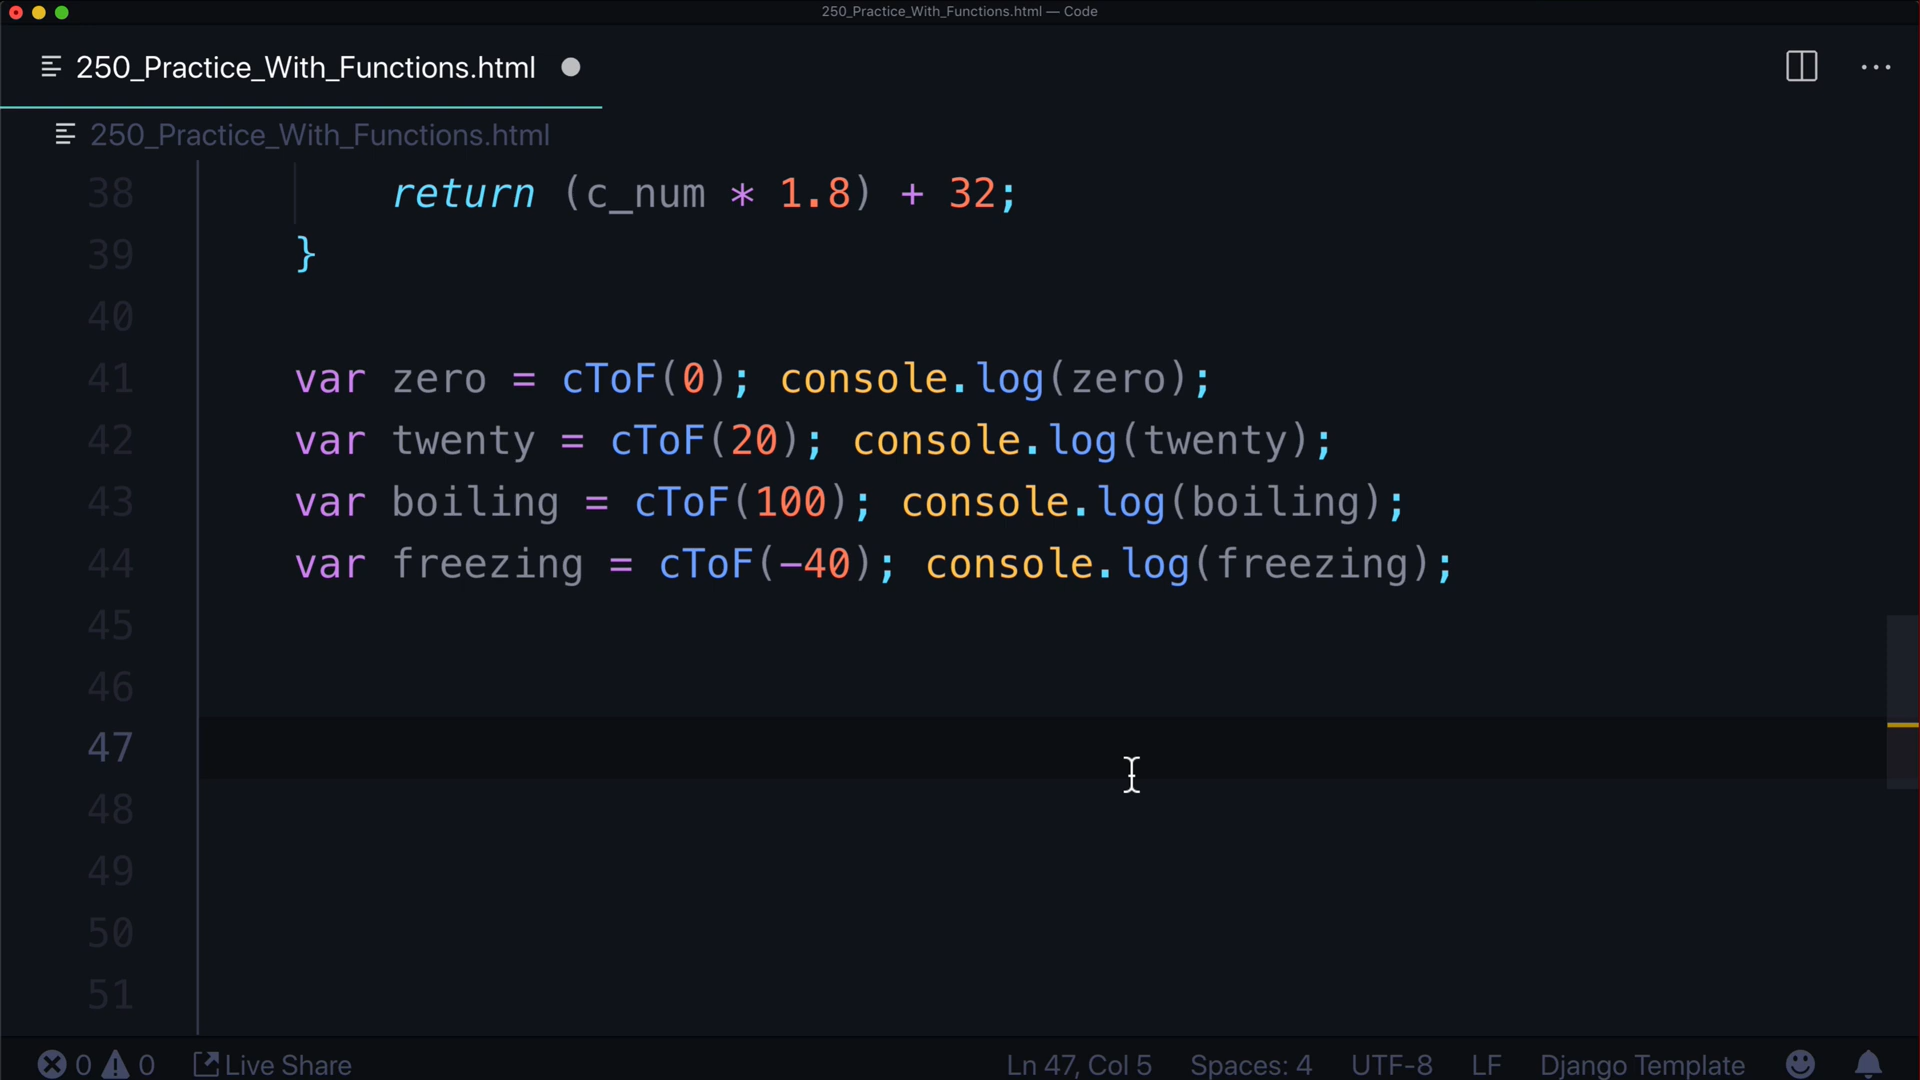 250_Practice_With_Functions.html — Code
250_Practice_With_Functions.html
250_Practice_With_Functions.html
38 return (c_num * 1.8) + 32;
39 }
40
41 var zero = cToF(0); console.log(zero);
42 var twenty = cToF(20); console.log(twenty);
43 var boiling = cToF(100); console.log(boiling);
44 var freezing = cToF(-40); console.log(freezing);
45
46
47
48
49
50
51
0 0 Live Share Ln 47, Col 5 Spaces: 4 UTF-8 LF Django Template